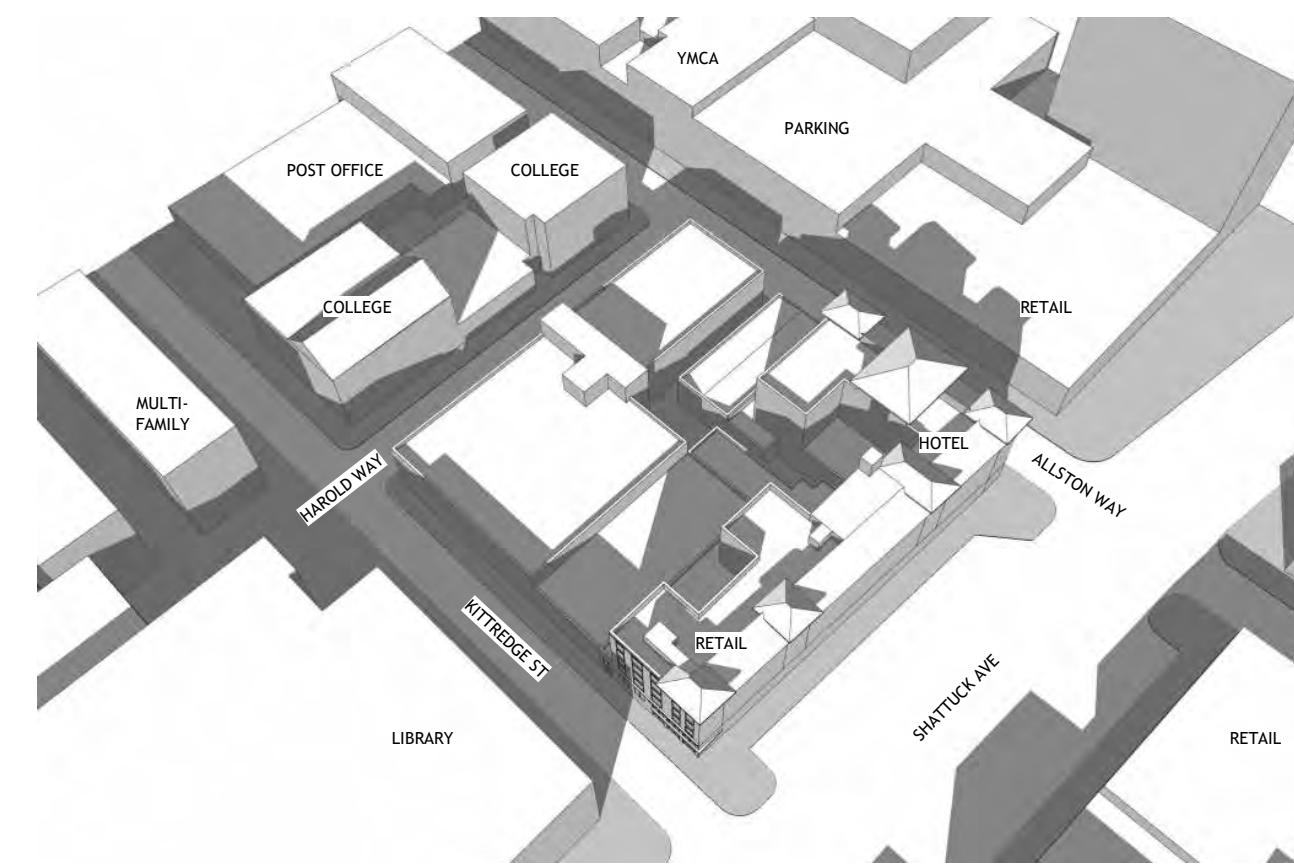 YMCA
PARKING
POST OFFICE
COLLEGE
COLLEGE
RETAIL
MULTI-
FAMILY
HOTEL
HAROLD WAY
ALLSTON WAY
KITTREDGE ST
RETAIL
SHATTUCK AVE
LIBRARY
RETAIL